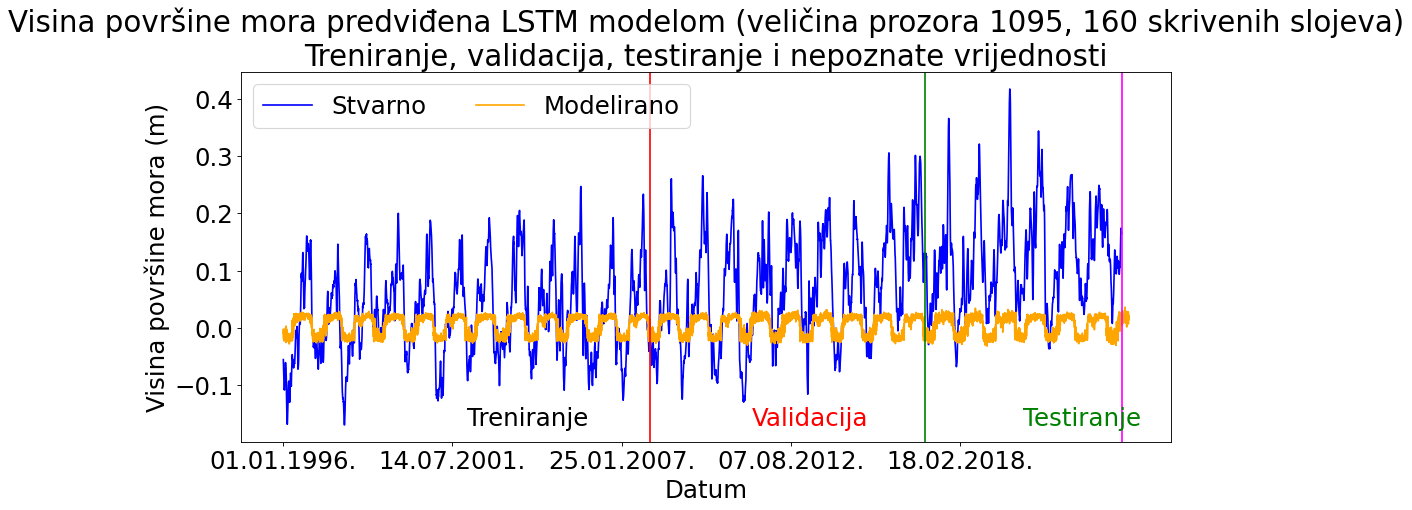 Visina površine mora predviđena LSTM modelom (veličina prozora 1095, 160 skrivenih slojeva)
Treniranje, validacija, testiranje i nepoznate vrijednosti
Stvarno
Modelirano
Visina površine mora (m)
0.4
0.3
0.2
0.1
0.0
−0.1
Treniranje
Validacija
Testiranje
01.01.1996.
14.07.2001.
25.01.2007.
07.08.2012.
18.02.2018.
Datum